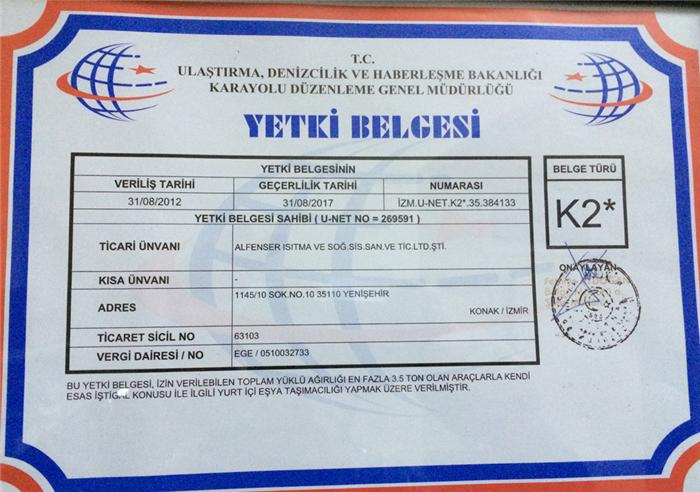 T.C.
ULAŞTIRMA, DENİZCİLİK VE HABERLEŞME BAKANLIĞI
KARAYOLU DÜZENLEME GENEL MÜDÜRLÜĞÜ
YETKİ BELGESİ
YETKİ BELGESİNİN
VERİLİŞ TARİHİ GEÇERLİLİK TARİHİ NUMARASI
31/08/2012 31/08/2017 İZM.U-NET.K2*.35.384133
YETKİ BELGESİ SAHİBİ ( U-NET NO = 269591 )
TİCARİ ÜNVANI ALFENSER ISITMA VE SOĞ.SİS.SAN.VE TİC.LTD.ŞTİ.
KISA ÜNVANI -
ADRES 1145/10 SOK.NO.10 35110 YENİŞEHİR
KONAK / İZMİR
TİCARET SİCİL NO 63103
VERGİ DAİRESİ / NO EGE / 0510032733
BELGE TÜRÜ
K2*
ONAYLAYAN
BU YETKİ BELGESİ, İZİN VERİLEBİLEN TOPLAM YÜKLÜ AĞIRLIĞI EN FAZLA 3.5 TON OLAN ARAÇLARLA KENDİ
ESAS İŞTİGAL KONUSU İLE İLGİLİ YURT İÇİ EŞYA TAŞIMACILIĞI YAPMAK ÜZERE VERİLMİŞTİR.